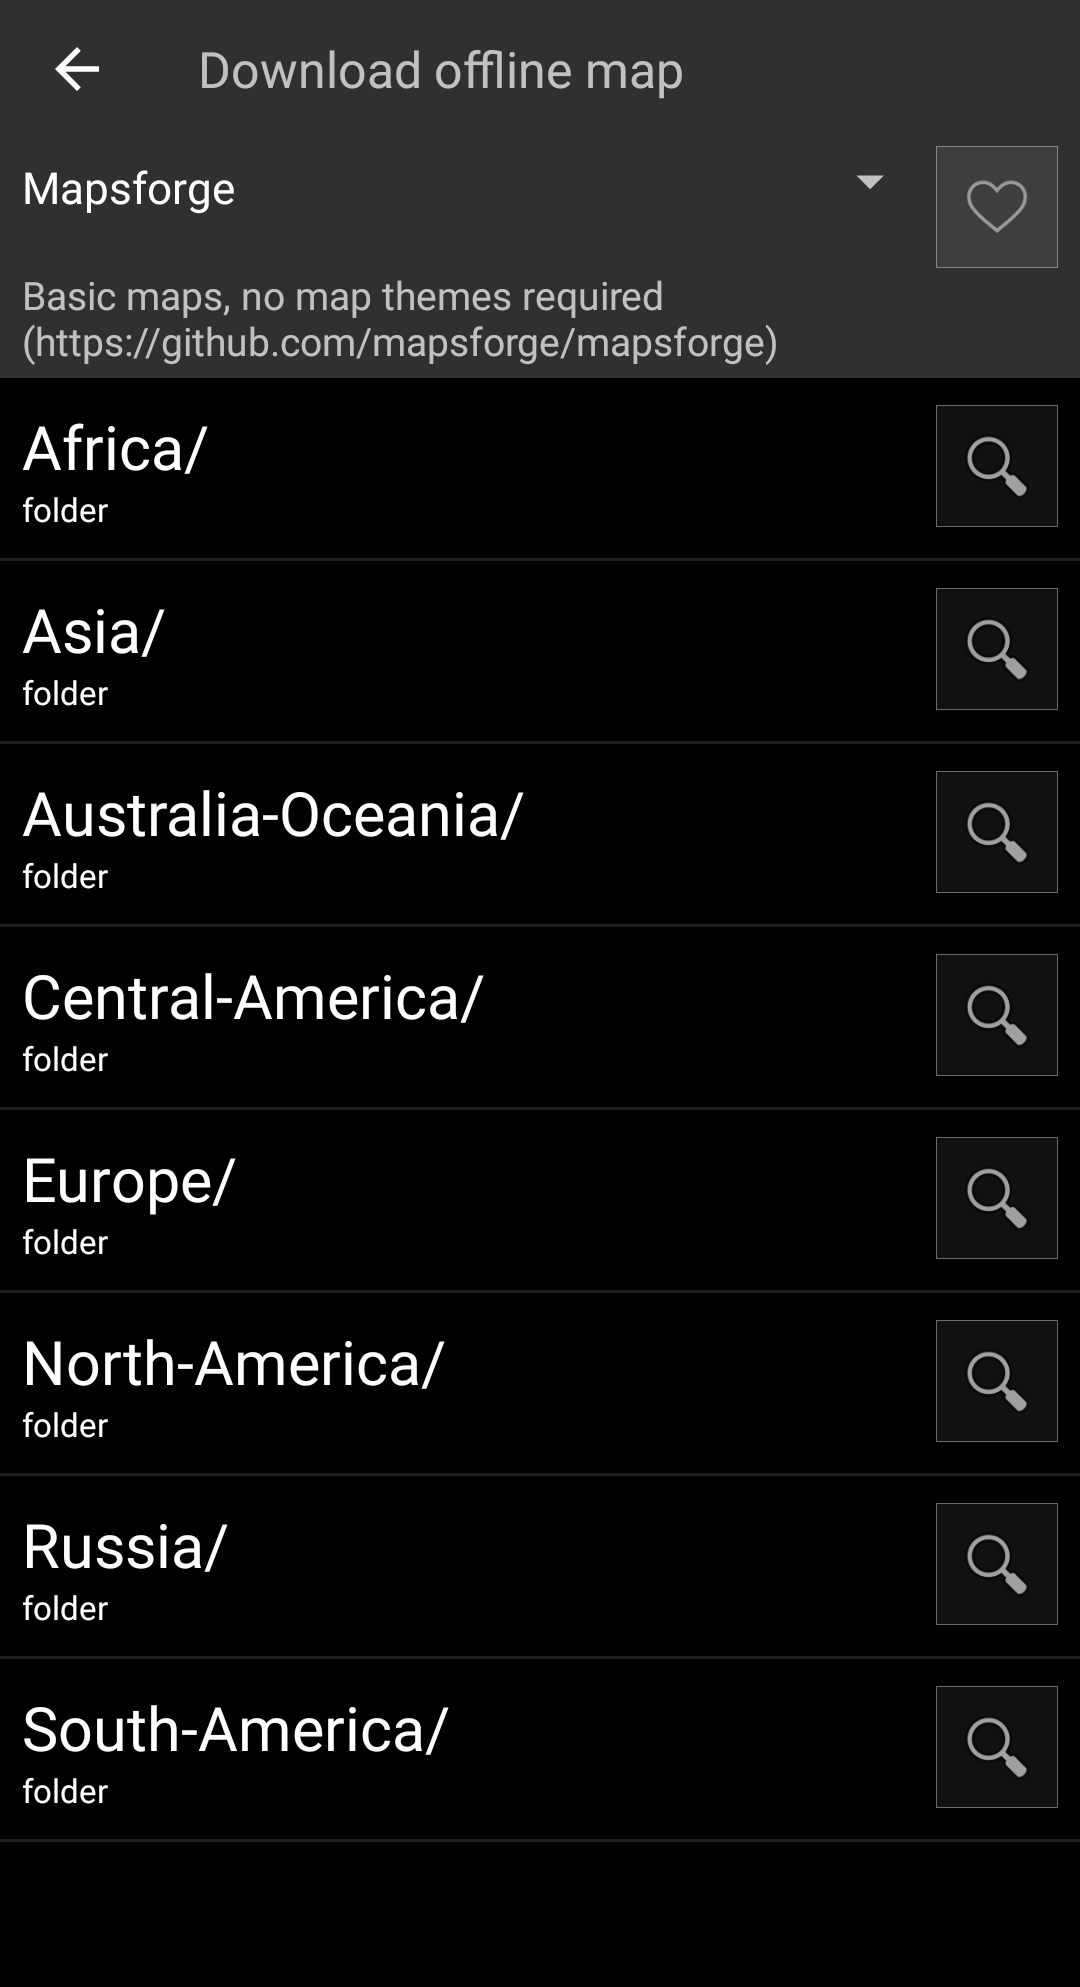 Download offline map
Mapsforge
Basic maps, no map themes required
(https://github.com/mapsforge/mapsforge)
Africa/
folder
Asia/
folder
Australia-Oceania/
folder
Central-America/
folder
Europe/
folder
North-America/
folder
Russia/
folder
South-America/
folder